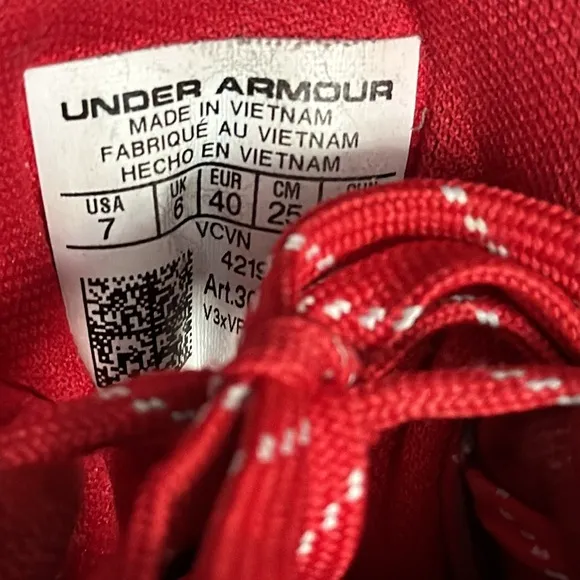 UNDER ARMOUR
MADE IN VIETNAM
FABRIQUÉ AU VIETNAM
HECHO EN VIETNAM
USA UK EUR CM
7 6 40 25
VCVN
4219